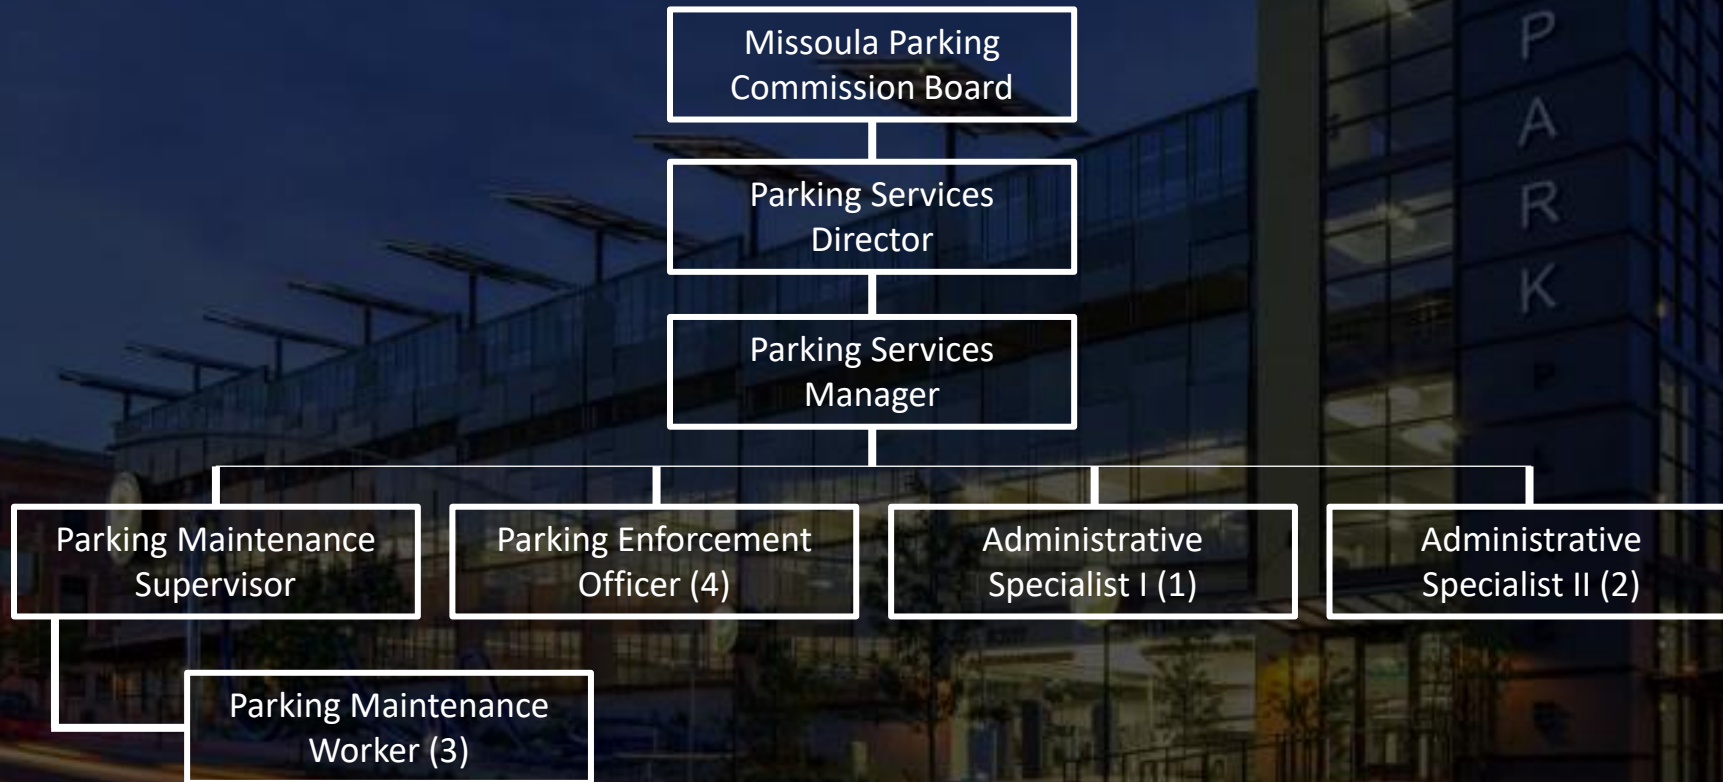 Missoula Parking
Commission Board
Parking Services
Director
Parking Services
Manager
Parking Maintenance
Supervisor
Parking Enforcement
Officer (4)
Administrative
Specialist I (1)
Administrative
Specialist II (2)
Parking Maintenance
Worker (3)
PARK